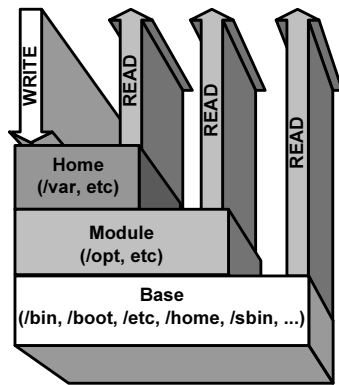 WRITE
READ
READ
READ
Home
(/var, etc)
Module
(/opt, etc)
Base
(/bin, /boot, /etc, /home, /sbin, ...)